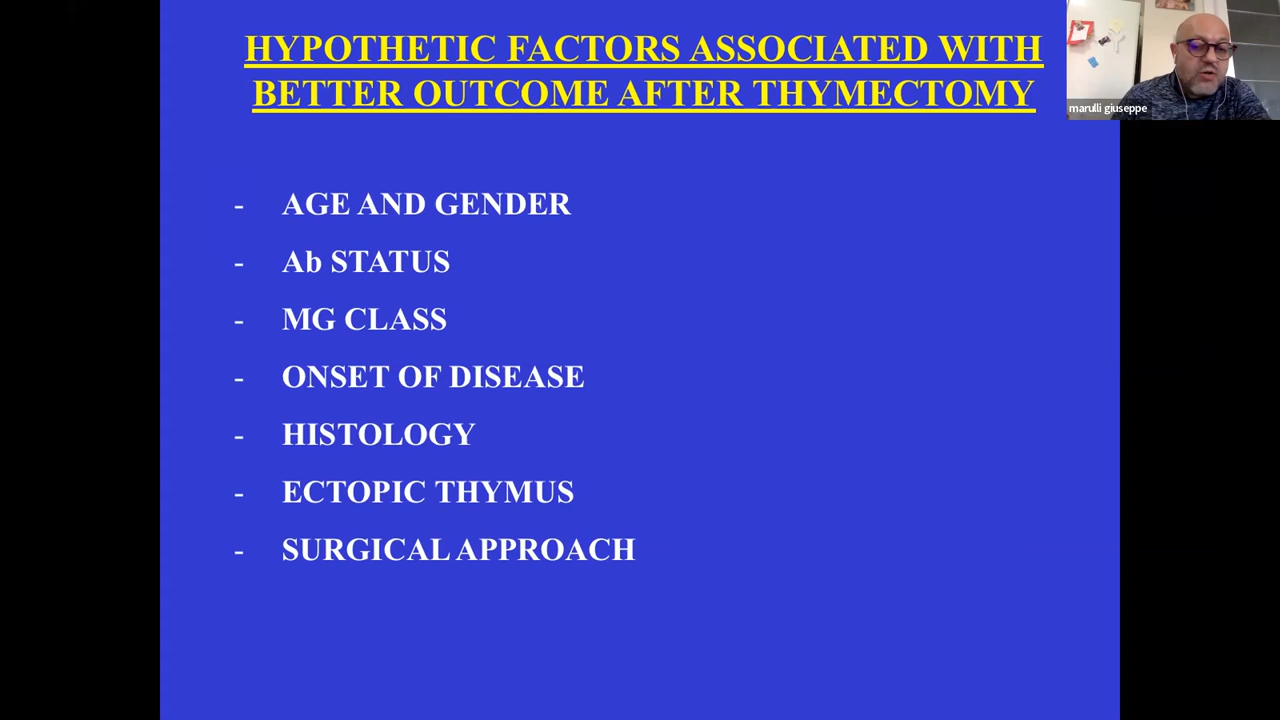 HYPOTHETIC FACTORS ASSOCIATED WITH
BETTER OUTCOME AFTER THYMECTOMY
marulli giuseppe
- AGE AND GENDER
- Ab STATUS
- MG CLASS
- ONSET OF DISEASE
- HISTOLOGY
- ECTOPIC THYMUS
- SURGICAL APPROACH